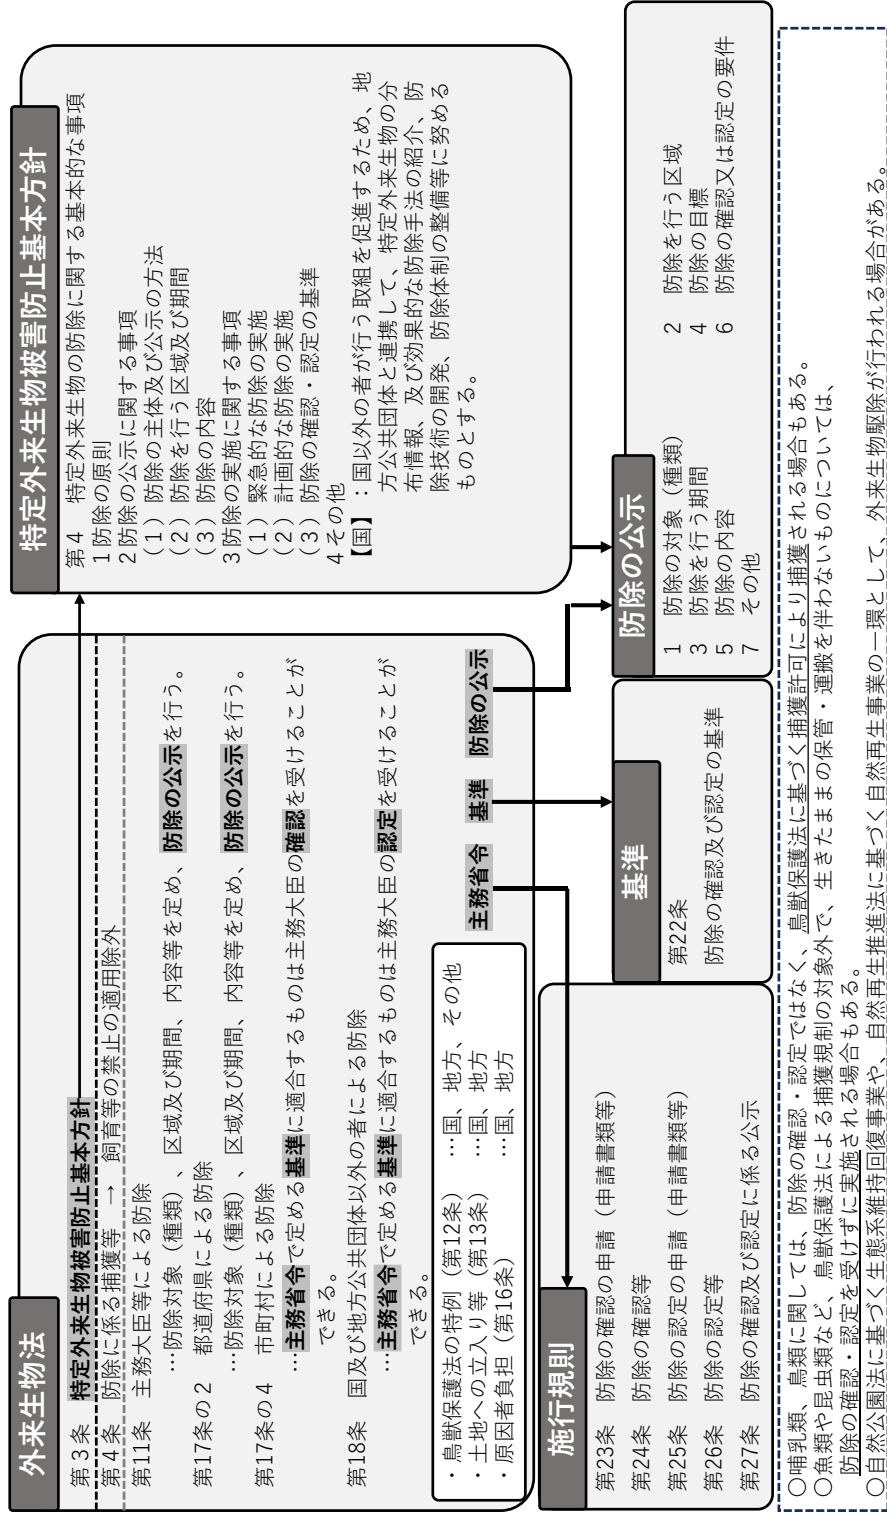 外来生物法
第３条　特定外来生物被害防止基本方針
第４条　防除に係る捕獲等　→　飼育等の禁止の適用除外
第11条　主務大臣等による防除
…防除対象（種類）、区域及び期間、内容等を定め、防除の公示を行う。
第17条の２　都道府県による防除
…防除対象（種類）、区域及び期間、内容等を定め、防除の公示を行う。
第17条の４　市町村による防除
…主務省令で定める基準に適合するものは主務大臣の確認を受けることが
できる。
第18条　国及び地方公共団体以外の者による防除
…主務省令で定める基準に適合するものは主務大臣の認定を受けることが
できる。
・鳥獣保護法の特例（第12条）　…国、地方、その他
・土地への立入り等（第13条）　…国、地方
・原因者負担（第16条）　…国、地方
主務省令　基準　防除の公示
特定外来生物被害防止基本方針
第４　特定外来生物の防除に関する基本的な事項
１防除の原則
２防除の公示に関する事項
（１）防除の主体及び公示の方法
（２）防除を行う区域及び期間
（３）防除の内容
３防除の実施に関する事項
（１）緊急的な防除の実施
（２）計画的な防除の実施
（３）防除の確認・認定の基準
４その他
【国】：国以外の者が行う取組を促進するため、地
方公共団体と連携して、特定外来生物の分
布情報、及び効果的な防除手法の紹介、防
除技術の開発、防除体制の整備等に努める
ものとする。
施行規則
第23条　防除の確認の申請（申請書類等）
第24条　防除の確認等
第25条　防除の認定の申請（申請書類等）
第26条　防除の認定等
第27条　防除の確認及び認定に係る公示
基準
第22条
防除の確認及び認定の基準
防除の公示
１　防除の対象（種類）　２　防除を行う区域
３　防除を行う期間　４　防除の目標
５　防除の内容　６　防除の確認又は認定の要件
７　その他
○哺乳類、鳥類に関しては、防除の確認・認定ではなく、鳥獣保護法に基づく捕獲許可により捕獲される場合もある。
○魚類や昆虫類など、鳥獣保護法による捕獲規制の対象外で、生きたままの保管・運搬を伴わないものについては、
防除の確認・認定を受けずに実施される場合もある。
○自然公園法に基づく生態系維持回復事業や、自然再生推進法に基づく自然再生事業の一環として、外来生物駆除が行われる場合がある。